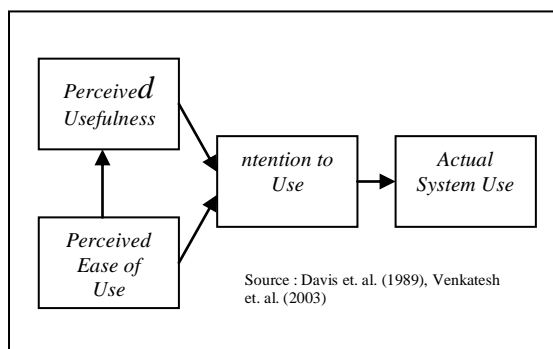 Perceived
Usefulness
ntention to
Use
Actual
System Use
Perceived
Ease of
Use
Source : Davis et. al. (1989), Venkatesh
et. al. (2003)